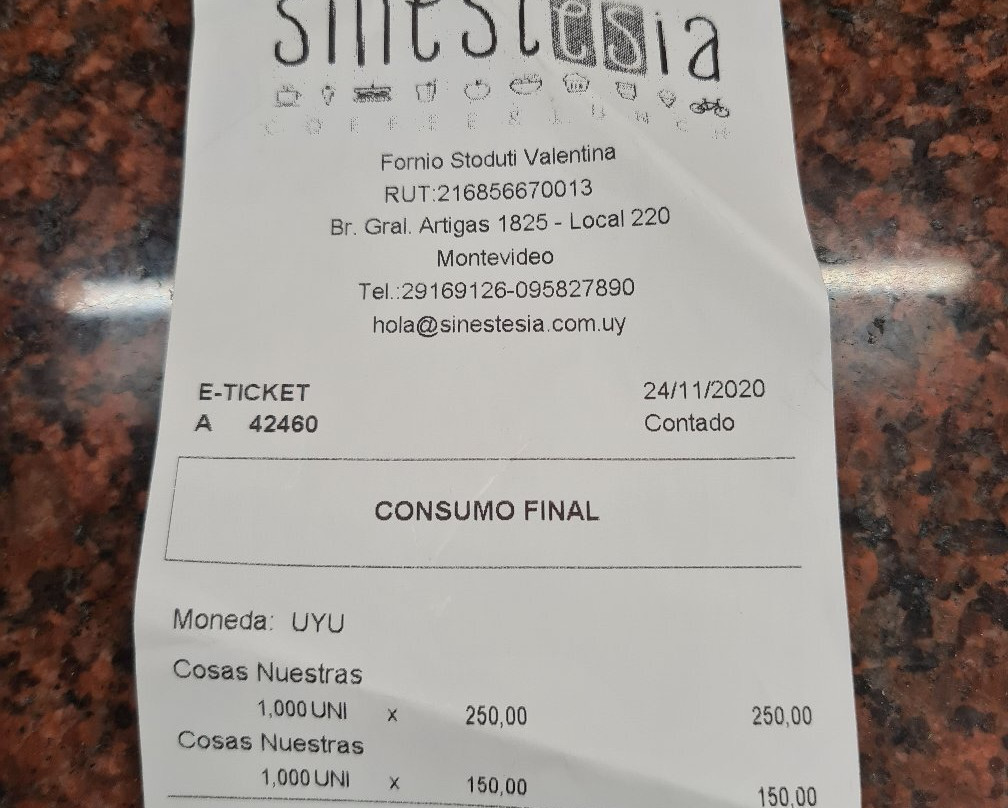 sinestesia
COFFEE & LUNCH
Fornio Stoduti Valentina
RUT:216856670013
Br. Gral. Artigas 1825 - Local 220
Montevideo
Tel.:29169126-095827890
hola@sinestesia.com.uy
E-TICKET 24/11/2020
A 42460 Contado
CONSUMO FINAL
Moneda: UYU
Cosas Nuestras
1,000 UNI x 250,00 250,00
Cosas Nuestras
1,000 UNI x 150,00 150,00